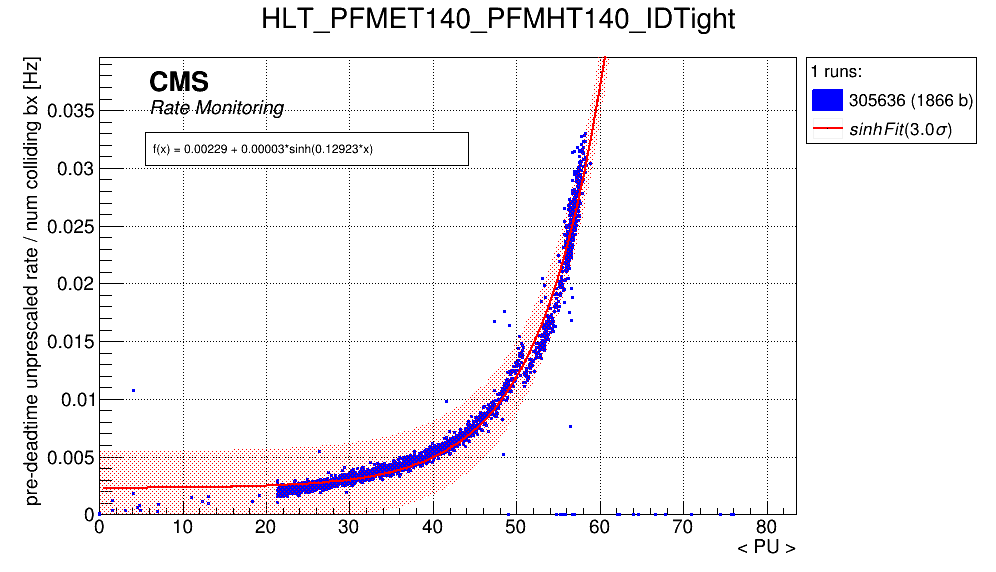 HLT_PFMET140_PFMHT140_IDTight
pre-deadtime unprescaled rate / num colliding bx [Hz]
CMS
Rate Monitoring
f(x) = 0.00229 + 0.00003*sinh(0.12923*x)
0.035
0.03
0.025
0.02
0.015
0.01
0.005
0
0 10 20 30 40 50 60 70 80
< PU >
1 runs:
305636 (1866 b)
sinhFit(3.0σ)